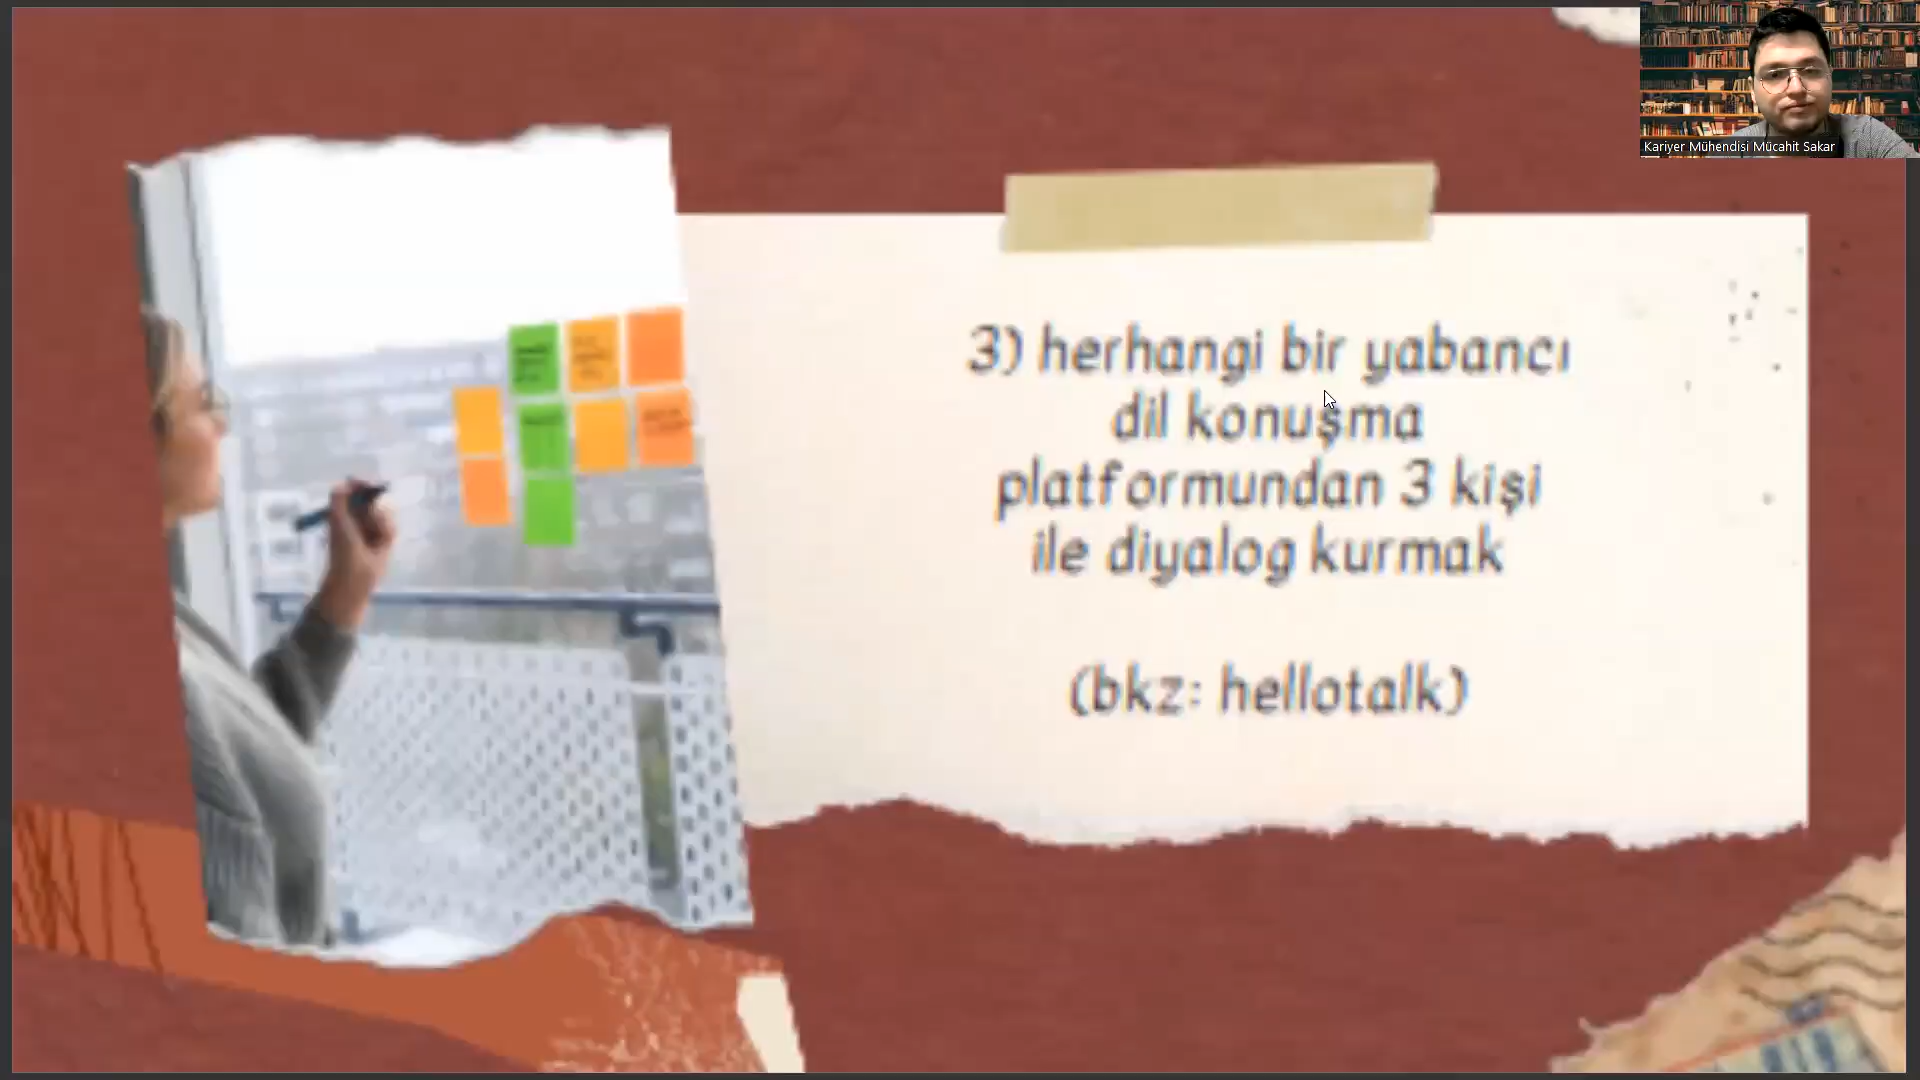 Kariyer Mühendisi Mücahit Sakar
3) herhangi bir yabancı
dil konuşma
platformundan 3 kişi
ile diyalog kurmak
(bkz: hellotalk)